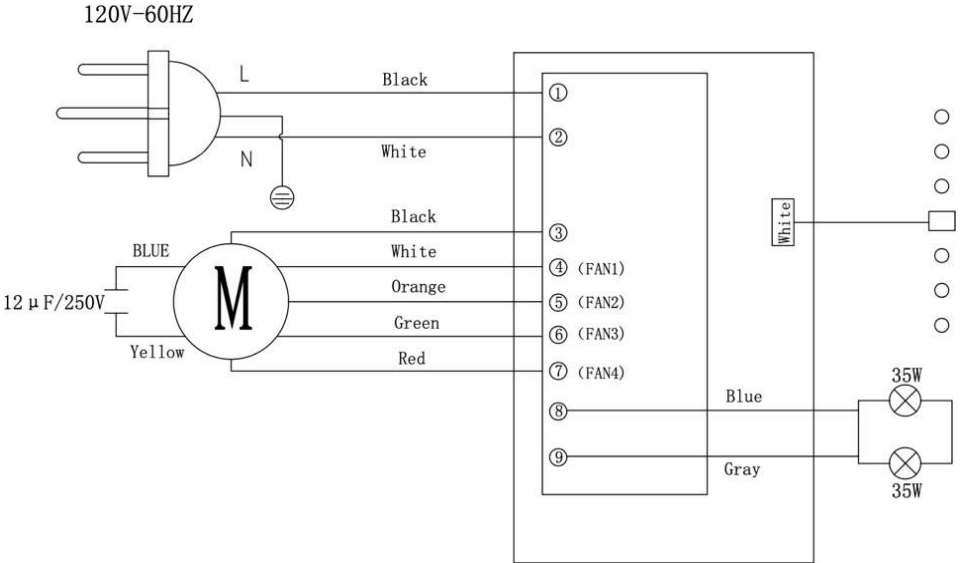 120V-60HZ
L
Black
①
N
White
②
Black
③
BLUE
White
④ (FAN1)
12μF/250V
M
Orange
⑤ (FAN2)
Green
⑥ (FAN3)
Yellow
Red
⑦ (FAN4)
White
⑧
Blue
35W
⑨
Gray
35W